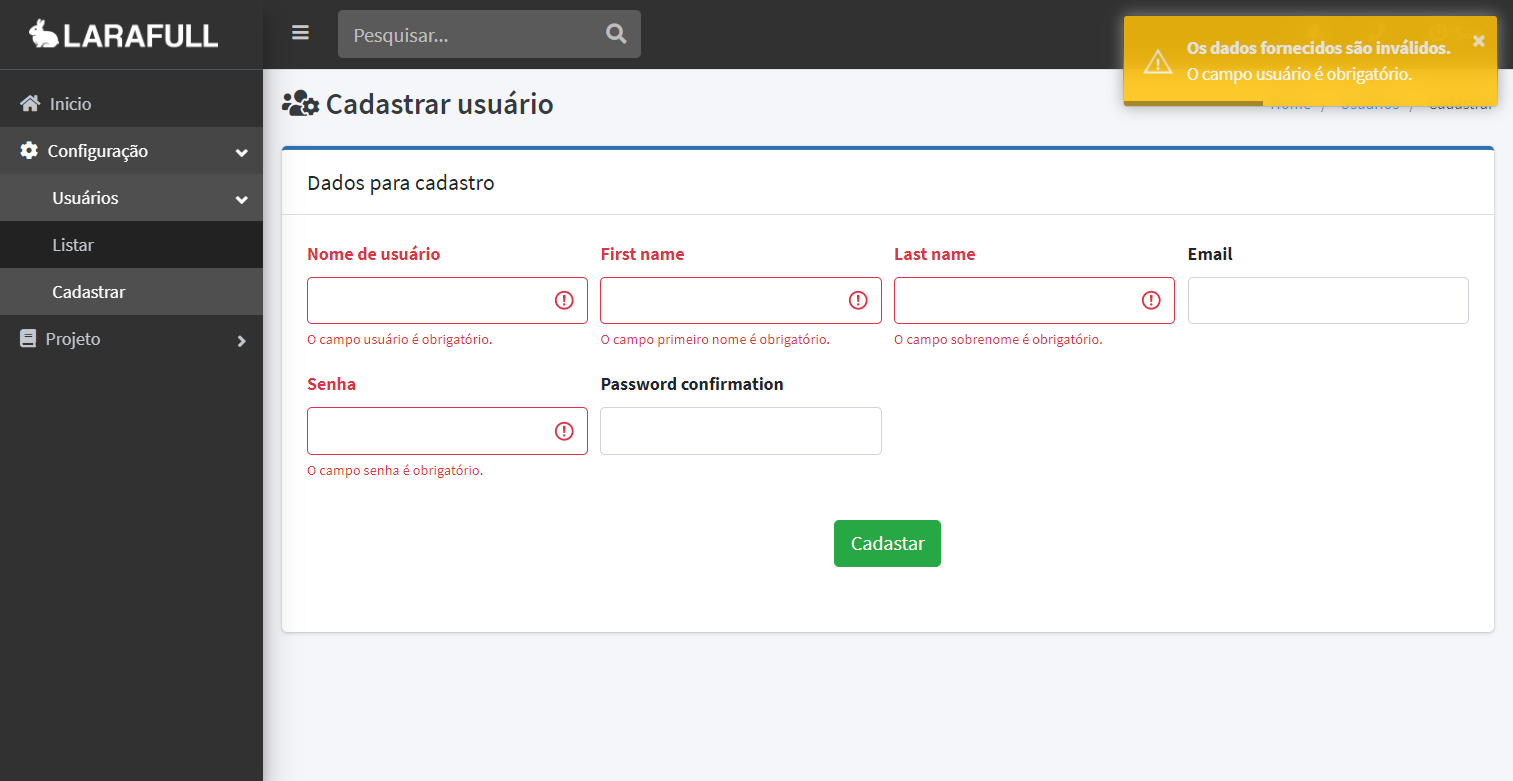 LARAFULL
Pesquisar...
Os dados fornecidos são inválidos.
O campo usuário é obrigatório.
Inicio
Configuração
Usuários
Listar
Cadastrar
Projeto
Cadastrar usuário
Home / Usuários / Cadastrar
Dados para cadastro
Nome de usuário First name Last name Email
O campo usuário é obrigatório. O campo primeiro nome é obrigatório. O campo sobrenome é obrigatório.
Senha Password confirmation
O campo senha é obrigatório.
Cadastar